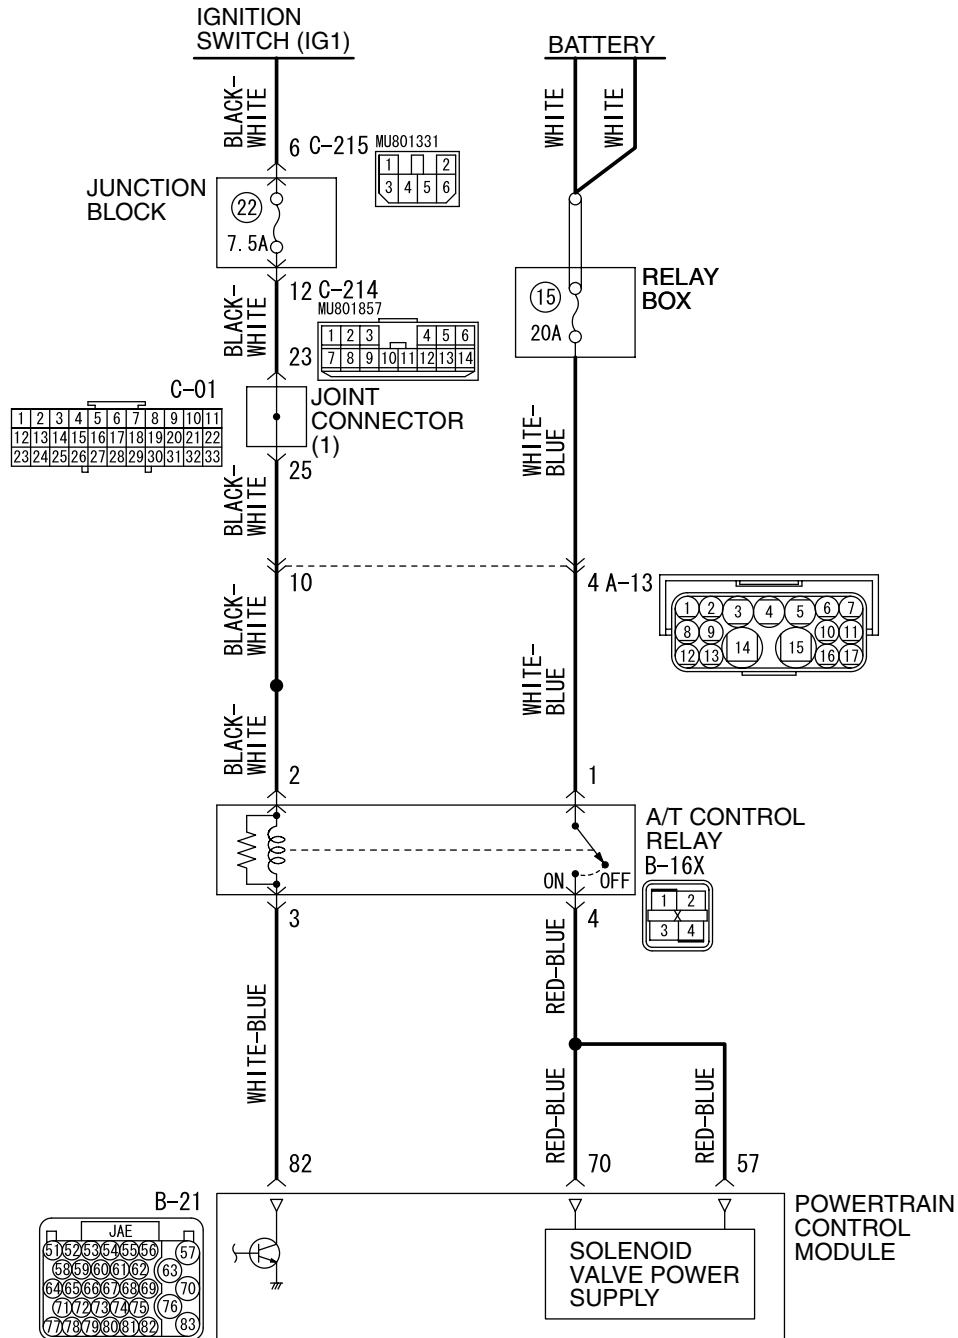 IGNITION
SWITCH (IG1)
BATTERY
BLACK-
WHITE
WHITE
WHITE
6 C-215 MU801331
1 2
3 4 5 6
JUNCTION
BLOCK
22
7.5A
RELAY
BOX
15
20A
12 C-214
MU801857
1 2 3 4 5 6
7 8 9 10 11 12 13 14
BLACK-
WHITE
23
C-01
1 2 3 4 5 6 7 8 9 10 11
12 13 14 15 16 17 18 19 20 21 22
23 24 25 26 27 28 29 30 31 32 33
JOINT
CONNECTOR
(1)
25
BLACK-
WHITE
WHITE-
BLUE
10
4 A-13
1 2 3 4 5 6 7
8 9 10 11
14 15
12 13 16 17
BLACK-
WHITE
WHITE-
BLUE
BLACK-
WHITE
2
1
A/T CONTROL
RELAY
B-16X
1 2
X
3 4
ON OFF
3
4
WHITE-BLUE
RED-BLUE
RED-BLUE
RED-BLUE
82
70
57
B-21
JAE
51 52 53 54 55 56 57
58 59 60 61 62 63
64 65 66 67 68 69 70
71 72 73 74 75 76
77 78 79 80 81 82 83
POWERTRAIN
CONTROL
MODULE
SOLENOID
VALVE POWER
SUPPLY